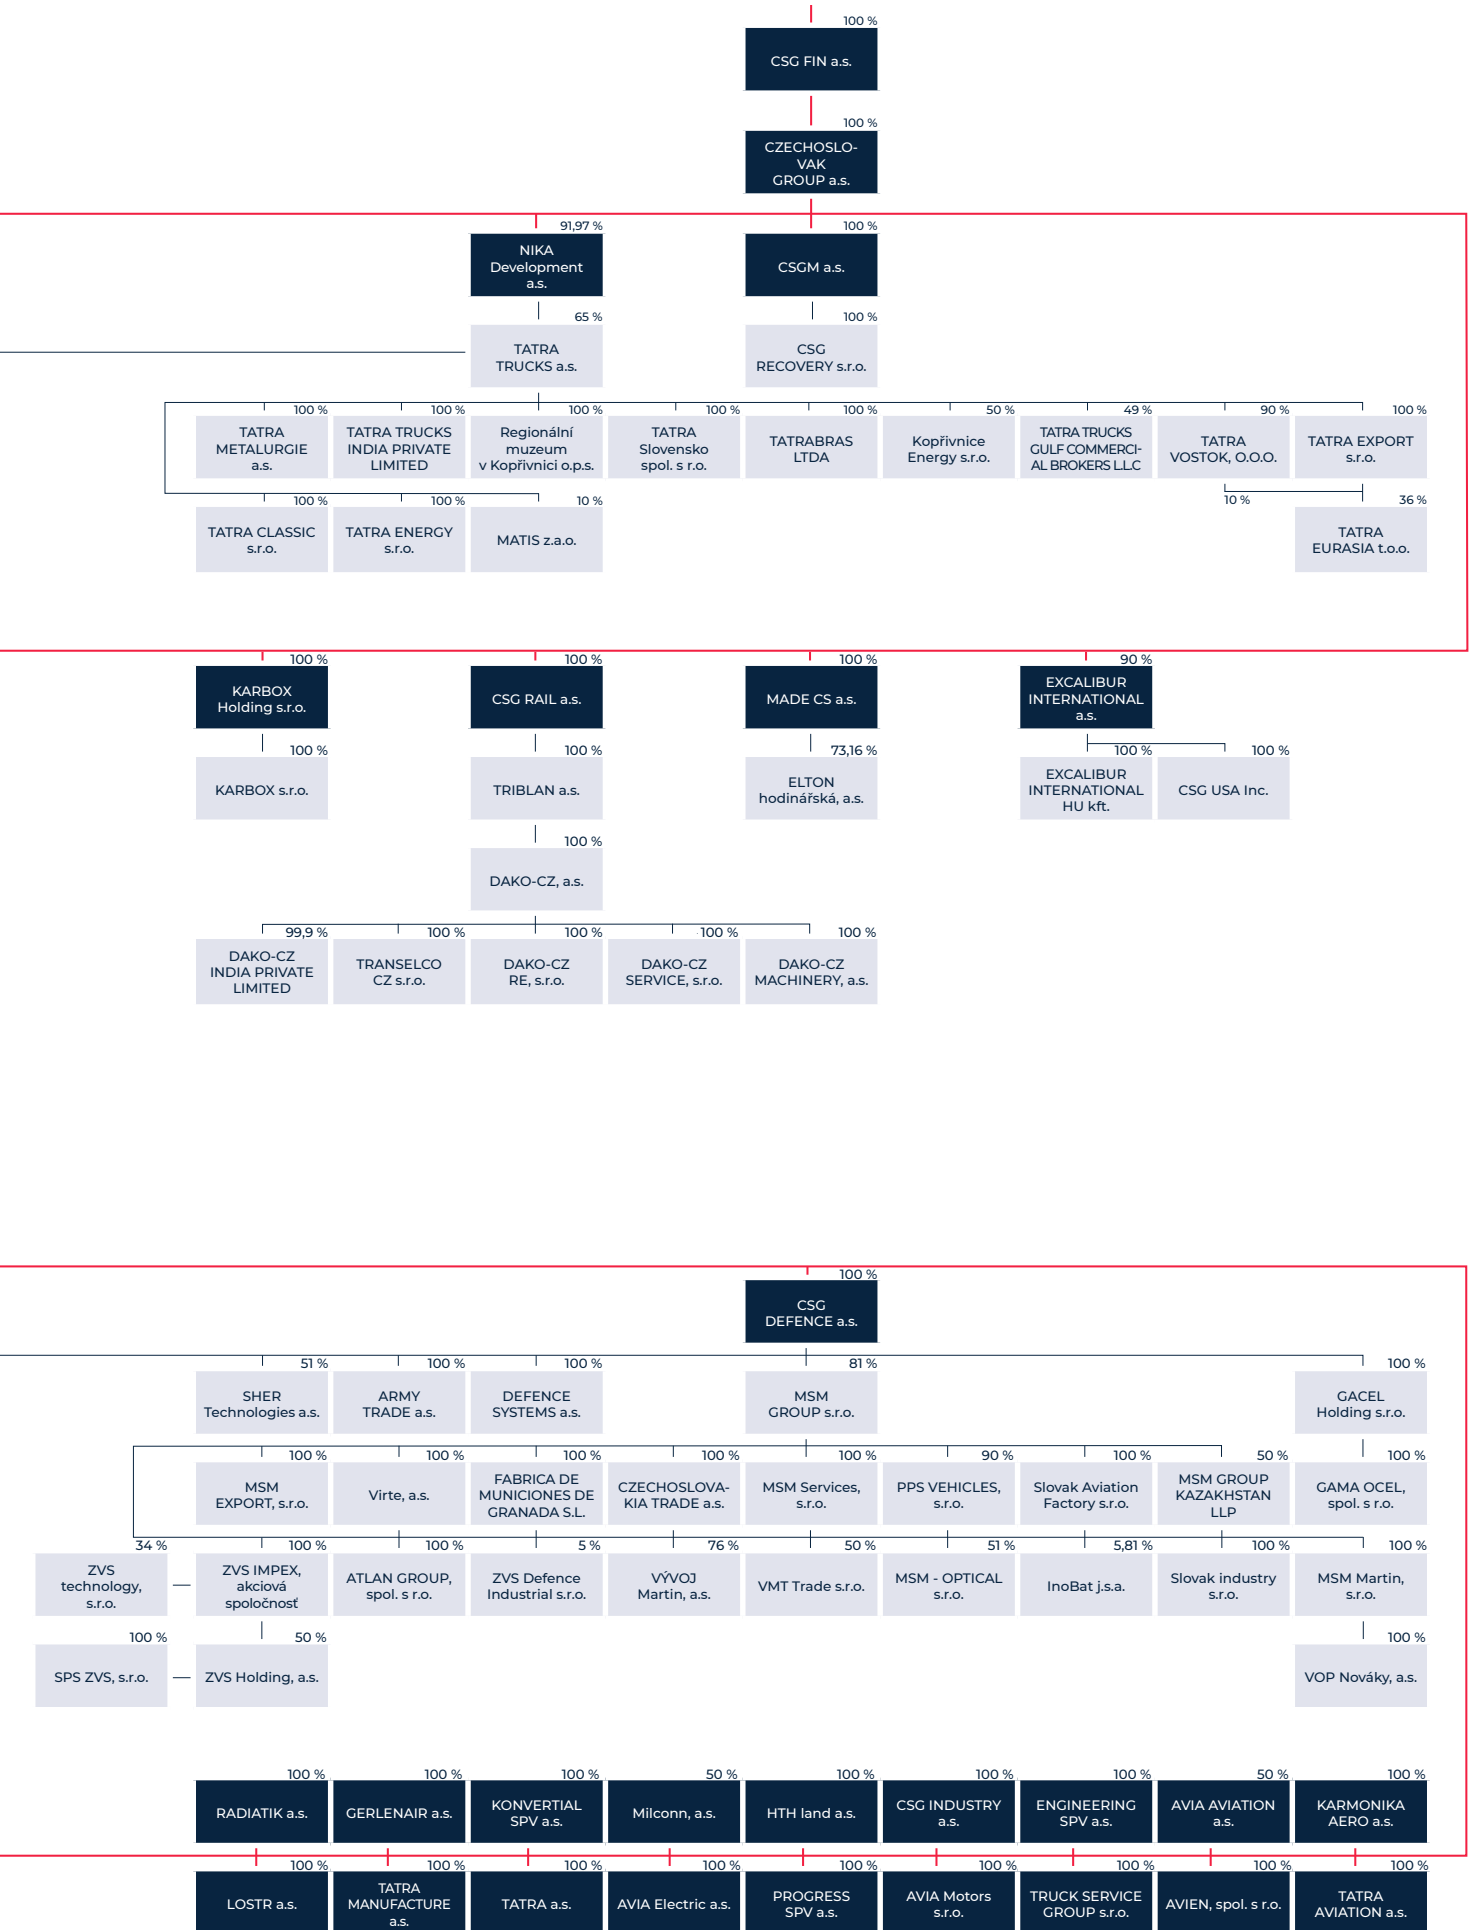 100 %
CSG FIN a.s.
100 %
CZECHOSLO-
VAK
GROUP a.s.
91,97 %
100 %
NIKA
Development
a.s.
CSGM a.s.
65 %
100 %
TATRA
TRUCKS a.s.
CSG
RECOVERY s.r.o.
100 %
100 %
100 %
100 %
100 %
50 %
49 %
90 %
100 %
TATRA
METALURGIE
a.s.
TATRA TRUCKS
INDIA PRIVATE
LIMITED
Regionální
muzeum
v Kopřivnici o.p.s.
TATRA
Slovensko
spol. s r.o.
TATRABRAS
LTDA
Kopřivnice
Energy s.r.o.
TATRA TRUCKS
GULF COMMERCI-
AL BROKERS L.L.C
TATRA
VOSTOK, O.O.O.
TATRA EXPORT
s.r.o.
100 %
100 %
10 %
10 %
36 %
TATRA CLASSIC
s.r.o.
TATRA ENERGY
s.r.o.
MATIS z.a.o.
TATRA
EURASIA t.o.o.
100 %
100 %
100 %
90 %
KARBOX
Holding s.r.o.
CSG RAIL a.s.
MADE CS a.s.
EXCALIBUR
INTERNATIONAL
a.s.
100 %
100 %
73,16 %
100 %
100 %
KARBOX s.r.o.
TRIBLAN a.s.
ELTON
hodinářská, a.s.
EXCALIBUR
INTERNATIONAL
HU kft.
CSG USA Inc.
100 %
DAKO-CZ, a.s.
99,9 %
100 %
100 %
100 %
100 %
DAKO-CZ
INDIA PRIVATE
LIMITED
TRANSELCO
CZ s.r.o.
DAKO-CZ
RE, s.r.o.
DAKO-CZ
SERVICE, s.r.o.
DAKO-CZ
MACHINERY, a.s.
100 %
CSG
DEFENCE a.s.
51 %
100 %
100 %
81 %
100 %
SHER
Technologies a.s.
ARMY
TRADE a.s.
DEFENCE
SYSTEMS a.s.
MSM
GROUP s.r.o.
GACEL
Holding s.r.o.
100 %
100 %
100 %
100 %
100 %
90 %
100 %
50 %
100 %
MSM
EXPORT, s.r.o.
Virte, a.s.
FABRICA DE
MUNICIONES DE
GRANADA S.L.
CZECHOSLOVA-
KIA TRADE a.s.
MSM Services,
s.r.o.
PPS VEHICLES,
s.r.o.
Slovak Aviation
Factory s.r.o.
MSM GROUP
KAZAKHSTAN
LLP
GAMA OCEL,
spol. s r.o.
34 %
100 %
100 %
5 %
76 %
50 %
51 %
5,81 %
100 %
100 %
ZVS
technology,
s.r.o.
ZVS IMPEX,
akciová
spoločnosť
ATLAN GROUP,
spol. s r.o.
ZVS Defence
Industrial s.r.o.
VÝVOJ
Martin, a.s.
VMT Trade s.r.o.
MSM - OPTICAL
s.r.o.
InoBat j.s.a.
Slovak industry
s.r.o.
MSM Martin,
s.r.o.
100 %
50 %
100 %
SPS ZVS, s.r.o.
ZVS Holding, a.s.
VOP Nováky, a.s.
100 %
100 %
100 %
50 %
100 %
100 %
100 %
50 %
100 %
RADIATIK a.s.
GERLENAIR a.s.
KONVERTIAL
SPV a.s.
Milconn, a.s.
HTH land a.s.
CSG INDUSTRY
a.s.
ENGINEERING
SPV a.s.
AVIA AVIATION
a.s.
KARMONIKA
AERO a.s.
100 %
100 %
100 %
100 %
100 %
100 %
100 %
100 %
100 %
LOSTR a.s.
TATRA
MANUFACTURE
a.s.
TATRA a.s.
AVIA Electric a.s.
PROGRESS
SPV a.s.
AVIA Motors
s.r.o.
TRUCK SERVICE
GROUP s.r.o.
AVIEN, spol. s r.o.
TATRA
AVIATION a.s.